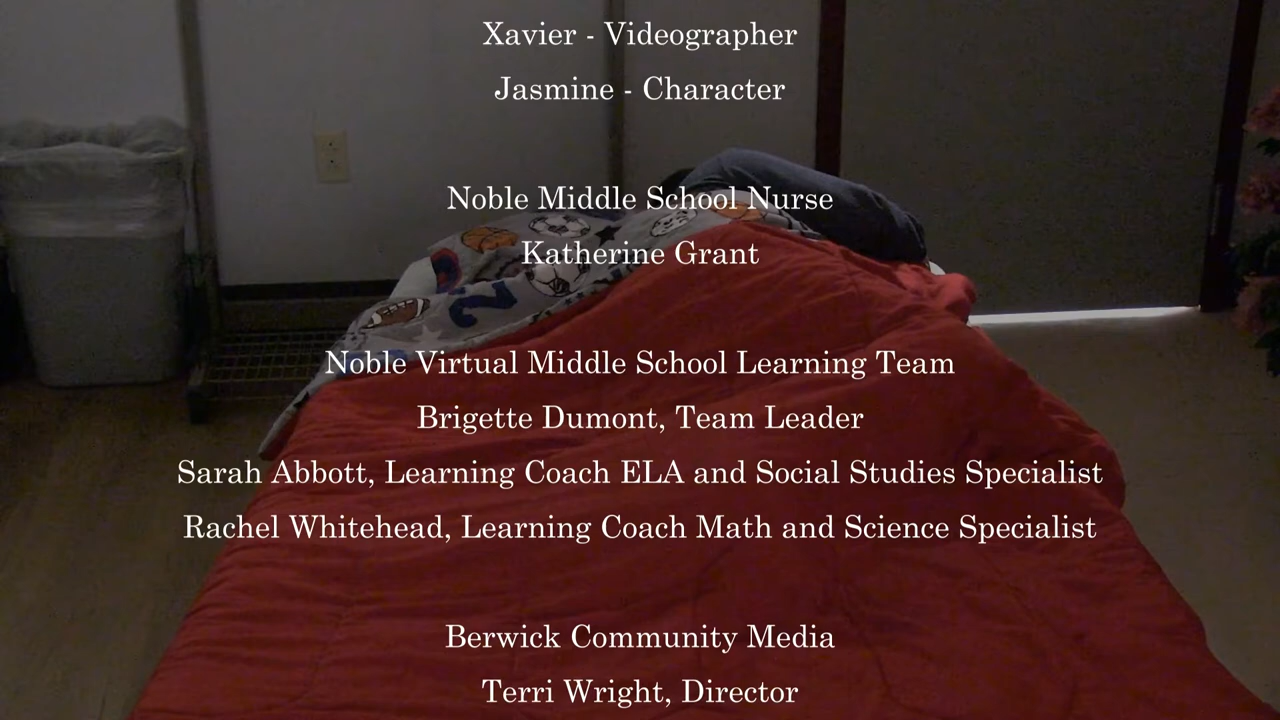 Xavier - Videographer
Jasmine - Character
Noble Middle School Nurse
Katherine Grant
Noble Virtual Middle School Learning Team
Brigette Dumont, Team Leader
Sarah Abbott, Learning Coach ELA and Social Studies Specialist
Rachel Whitehead, Learning Coach Math and Science Specialist
Berwick Community Media
Terri Wright, Director